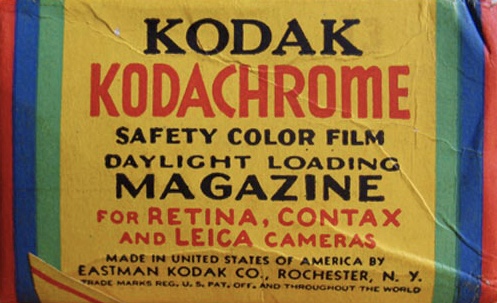 KODAK
KODACHROME
SAFETY COLOR FILM
DAYLIGHT LOADING
MAGAZINE
FOR RETINA, CONTAX
AND LEICA CAMERAS
MADE IN UNITED STATES OF AMERICA BY
EASTMAN KODAK CO., ROCHESTER, N. Y.
TRADE MARKS REG. U. S. PAT. OFF. AND THROUGHOUT THE WORLD